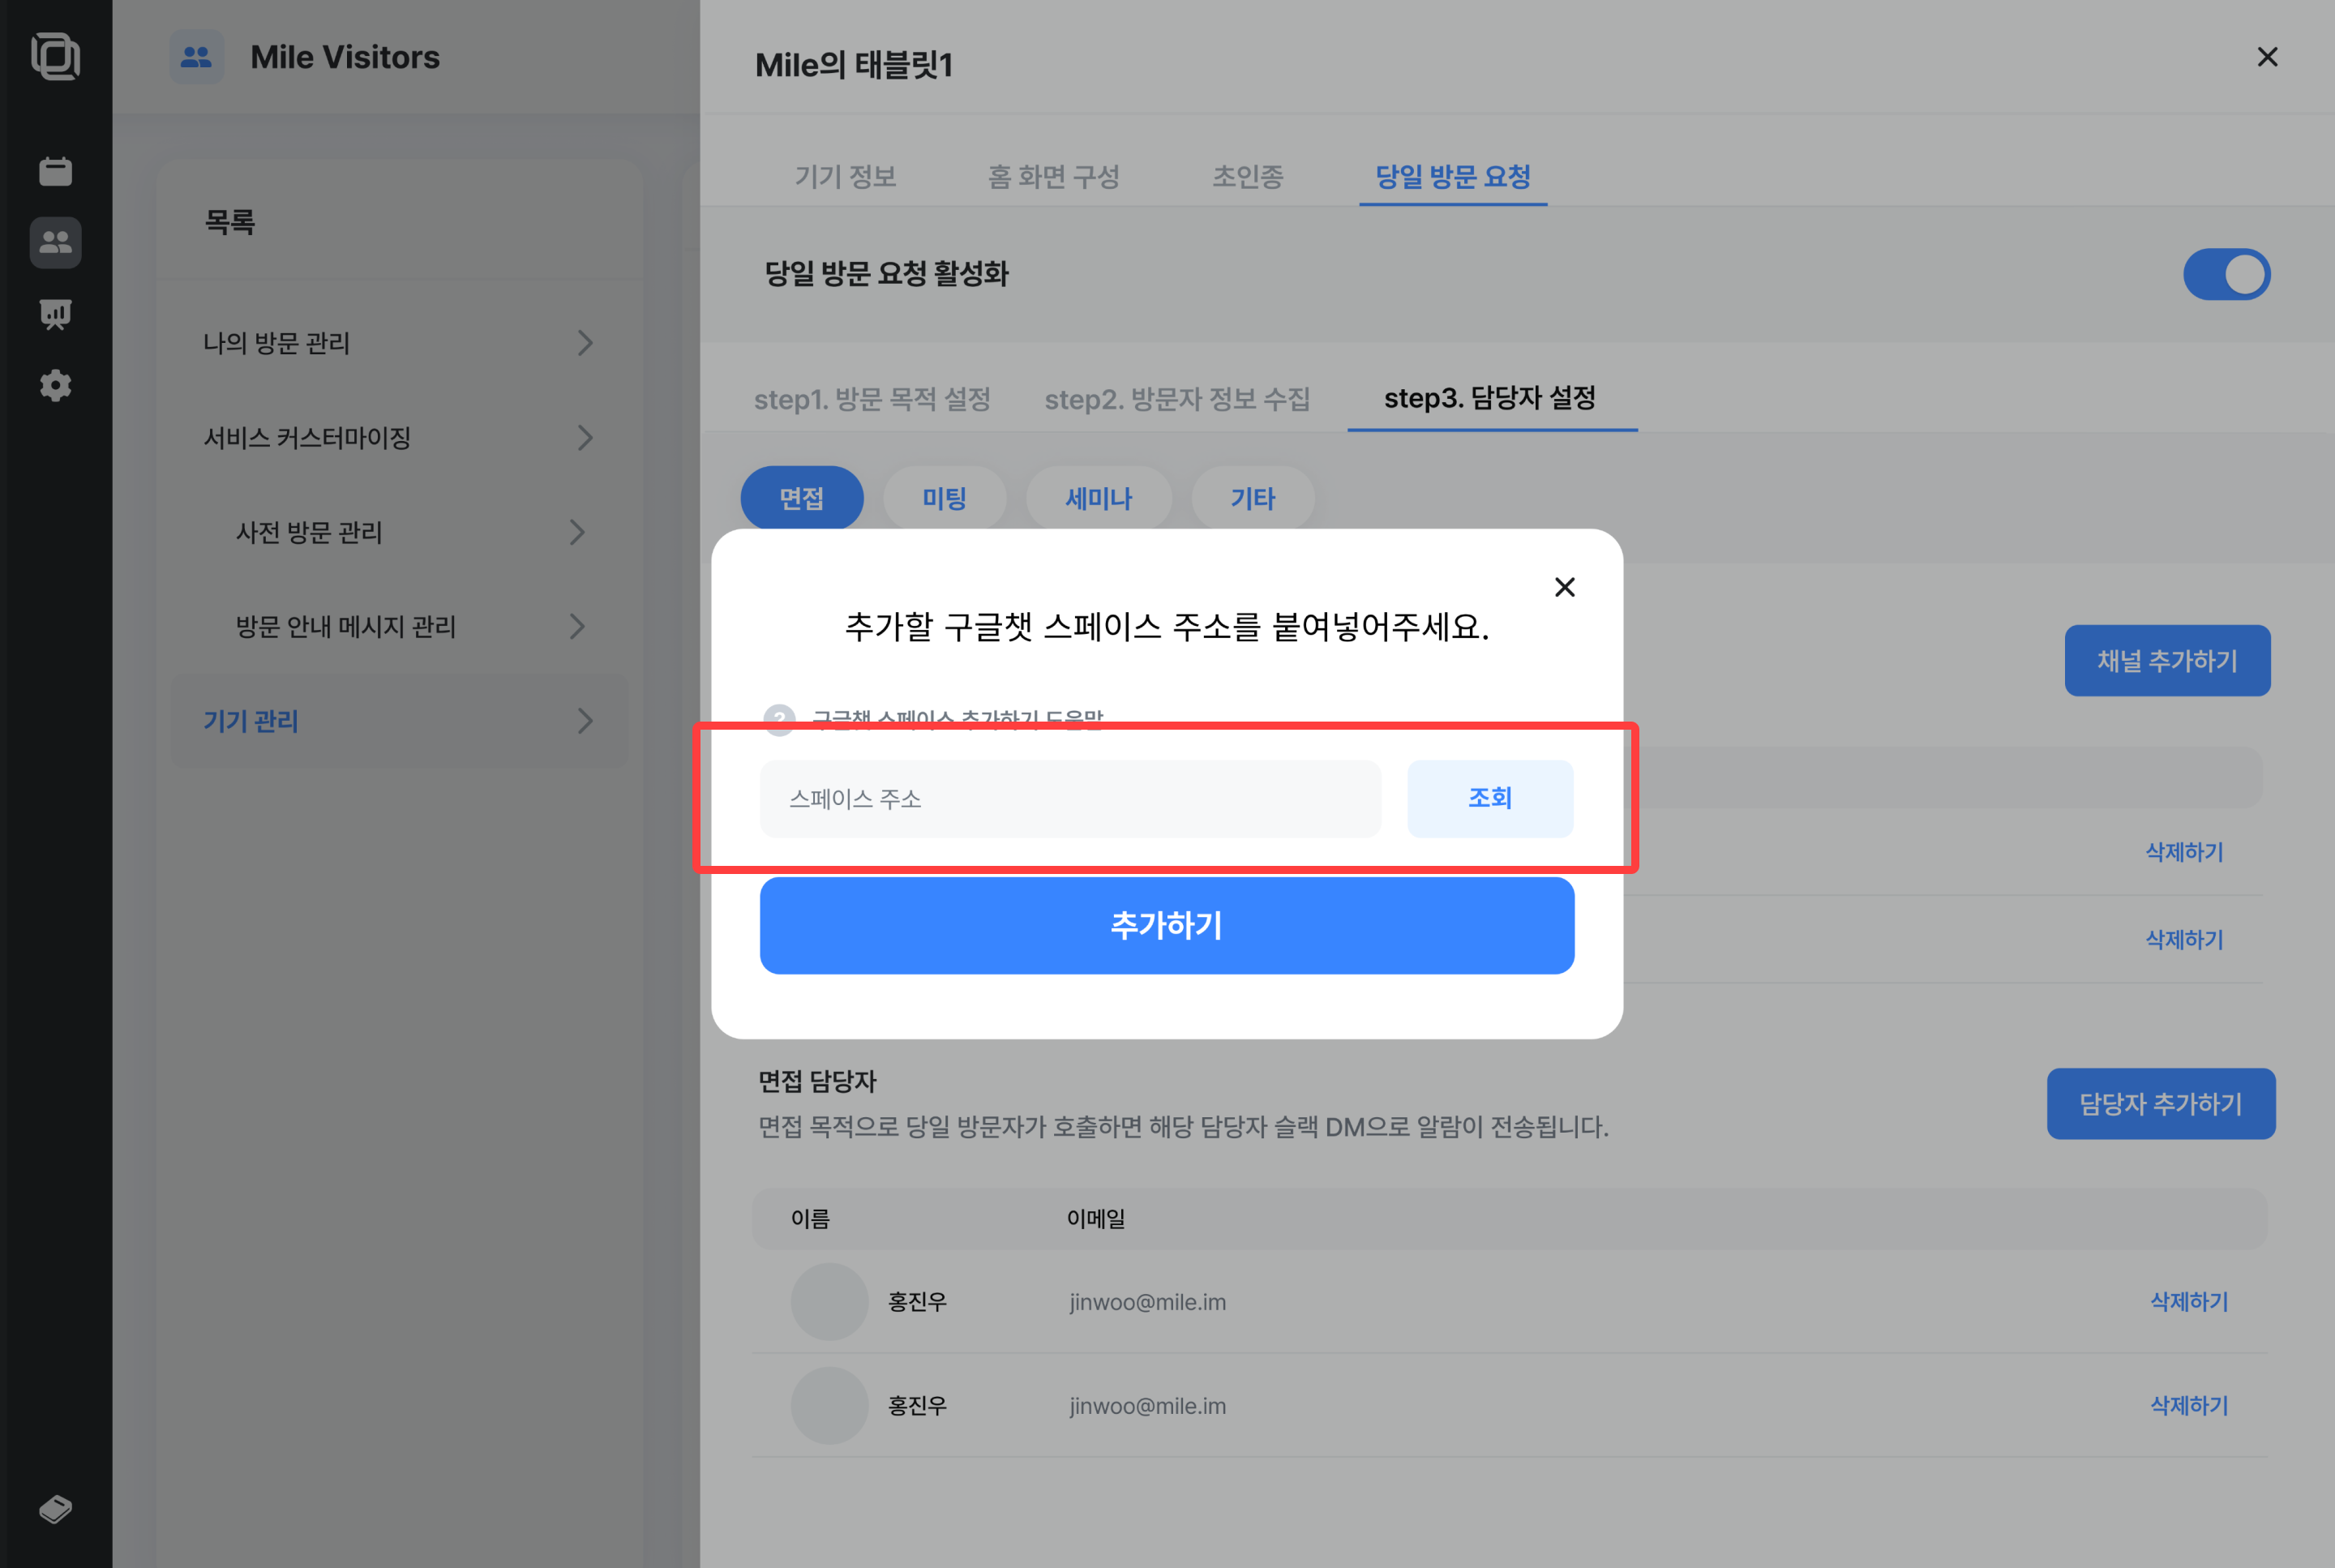 Mile Visitors
Mile의 태블릿1
목록
나의 방문 관리
서비스 커스터마이징
사전 방문 관리
방문 안내 메시지 관리
기기 관리
기기 정보 홈 화면 구성 초인종 당일 방문 요청
당일 방문 요청 활성화
step1. 방문 목적 설정 step2. 방문자 정보 수집 step3. 담당자 설정
면접 미팅 세미나 기타
채널 추가하기
삭제하기
삭제하기
추가할 구글챗 스페이스 주소를 붙여넣어주세요.
? 구글챗 스페이스 추가하기 도움말
스페이스 주소 조회
추가하기
면접 담당자
면접 목적으로 당일 방문자가 호출하면 해당 담당자 슬랙 DM으로 알람이 전송됩니다.
담당자 추가하기
이름 이메일
홍진우 jinwoo@mile.im 삭제하기
홍진우 jinwoo@mile.im 삭제하기